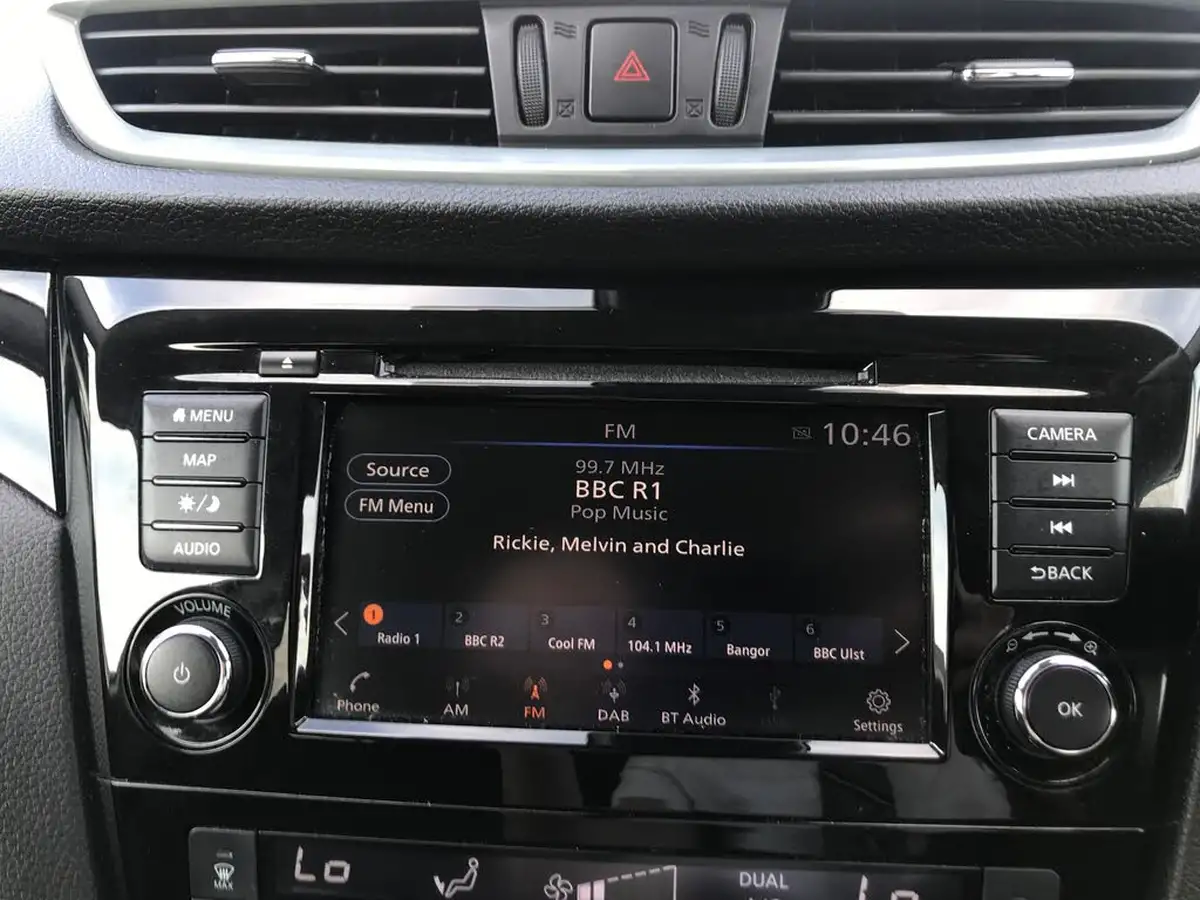 MENU
MAP
AUDIO
VOLUME
FM
10:46
Source
FM Menu
99.7 MHz
BBC R1
Pop Music
Rickie, Melvin and Charlie
1 Radio 1
2 BBC R2
3 Cool FM
4 104.1 MHz
5 Bangor
6 BBC Ulst
Phone
AM
FM
DAB
BT Audio
Settings
CAMERA
BACK
OK
MAX
Lo
DUAL